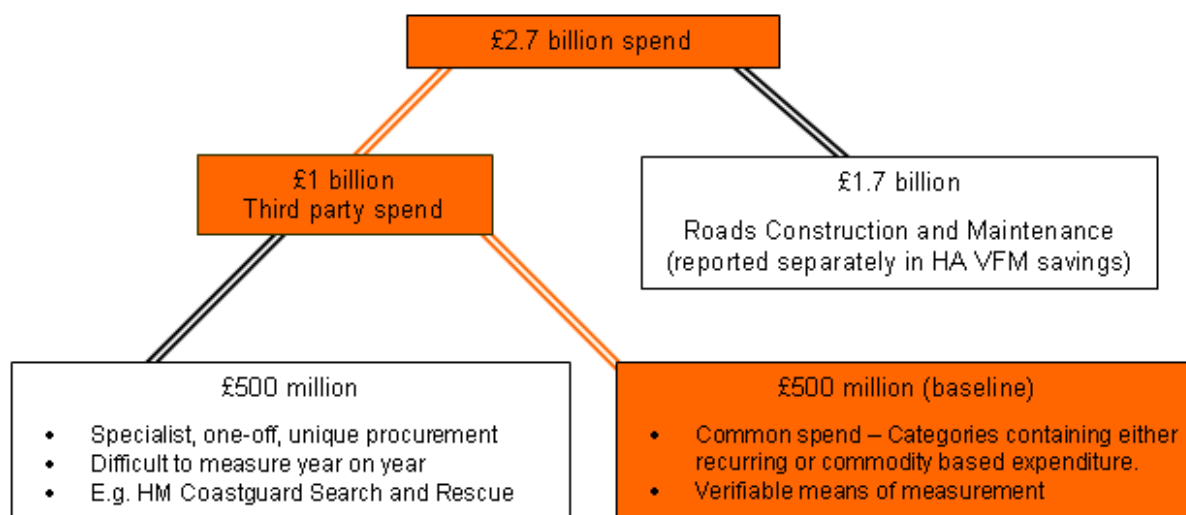 £2.7 billion spend
£1 billion
Third party spend
£1.7 billion
Roads Construction and Maintenance
(reported separately in HA VFM savings)
£500 million
• Specialist, one-off, unique procurement
• Difficult to measure year on year
• E.g. HM Coastguard Search and Rescue
£500 million (baseline)
• Common spend – Categories containing either
recurring or commodity based expenditure.
• Verifiable means of measurement